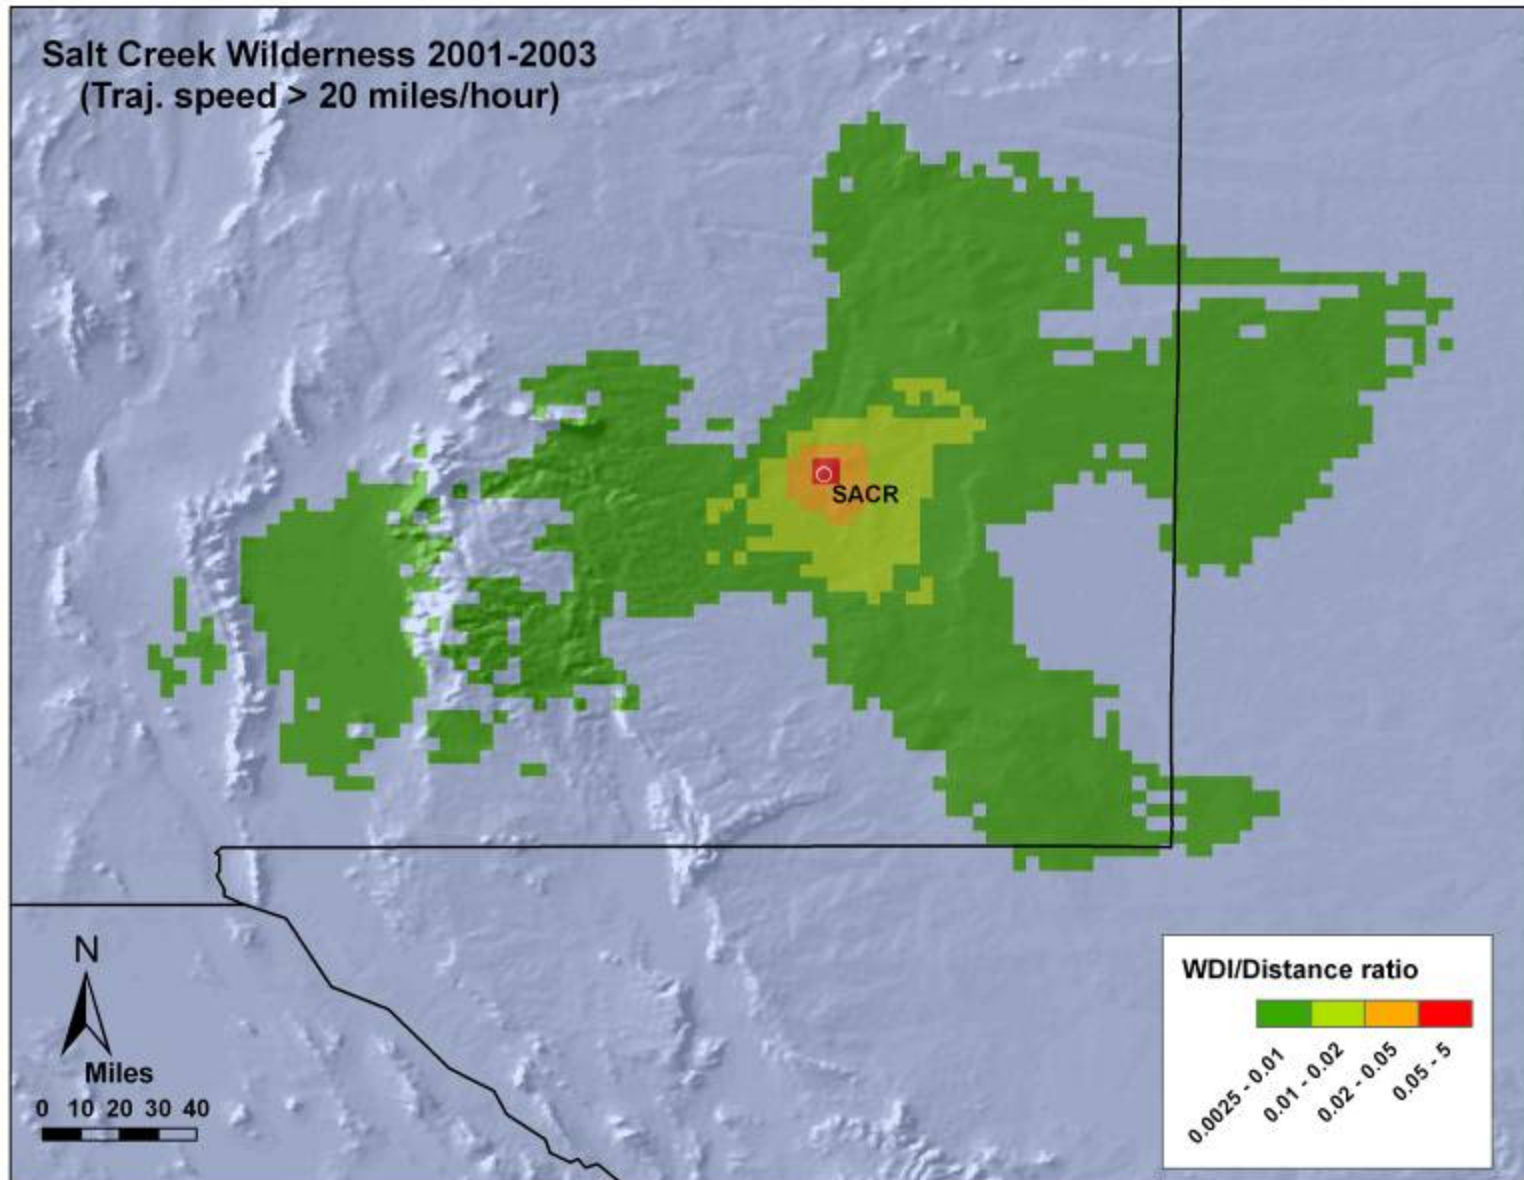 Salt Creek Wilderness 2001-2003
(Traj. speed > 20 miles/hour)
SACR
N
Miles
0 10 20 30 40
WDI/Distance ratio
0.0025 - 0.01
0.01 - 0.02
0.02 - 0.05
0.05 - 5